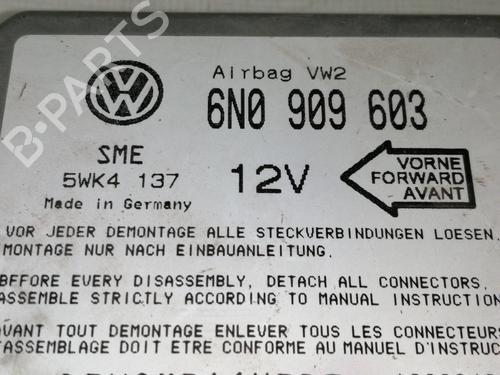 B-PARTS
Airbag VW2
6N0 909 603
SME
5WK4 137
12V
VORNE
FORWARD
AVANT
Made in Germany
VOR JEDER DEMONTAGE ALLE STECKVERBINDUNGEN LOESEN.
MONTAGE NUR NACH EINBAUANLEITUNG.
BFFORE EVERY DISASSEMBLY, DETACH ALL CONNECTORS,
ASSEMBLE STRICTLY ACCORDING TO MANUAL INSTRUCTION
AVANT TOUT DEMONTAGE ENLEVER TOUS LES CONNECTEURS
'ASSEMBLAGE DOIT ETRE CONFORME AU MANUEL D'INSTRUC